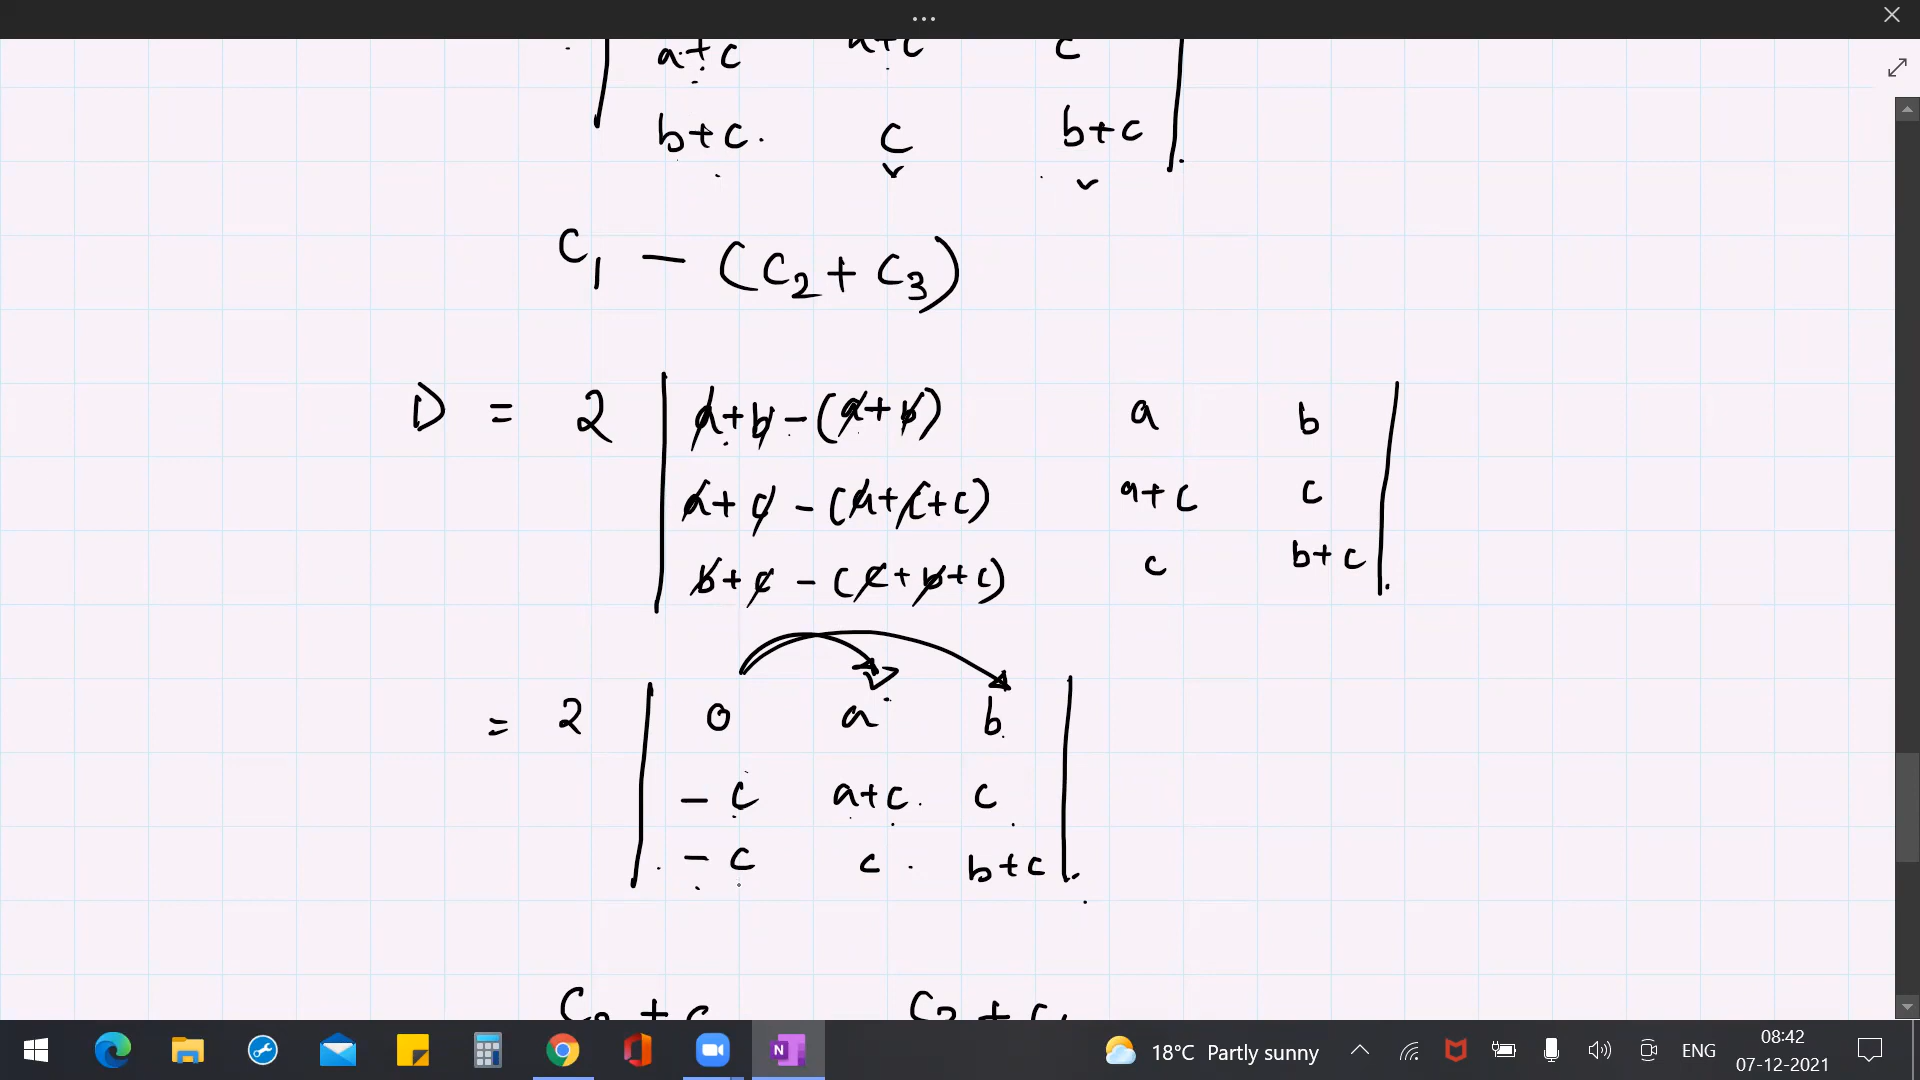 ...
a+c a+c c
b+c. c b+c
C₁ — (C₂ + C₃)
D = 2 | a+b-(a+b) a b |
a+c-(a+c+c) a+c c
b+c-(c+b+c) c b+c
= 2 | 0 a b |
-c a+c c
-c c b+c
18°C Partly sunny
ENG
08:42
07-12-2021